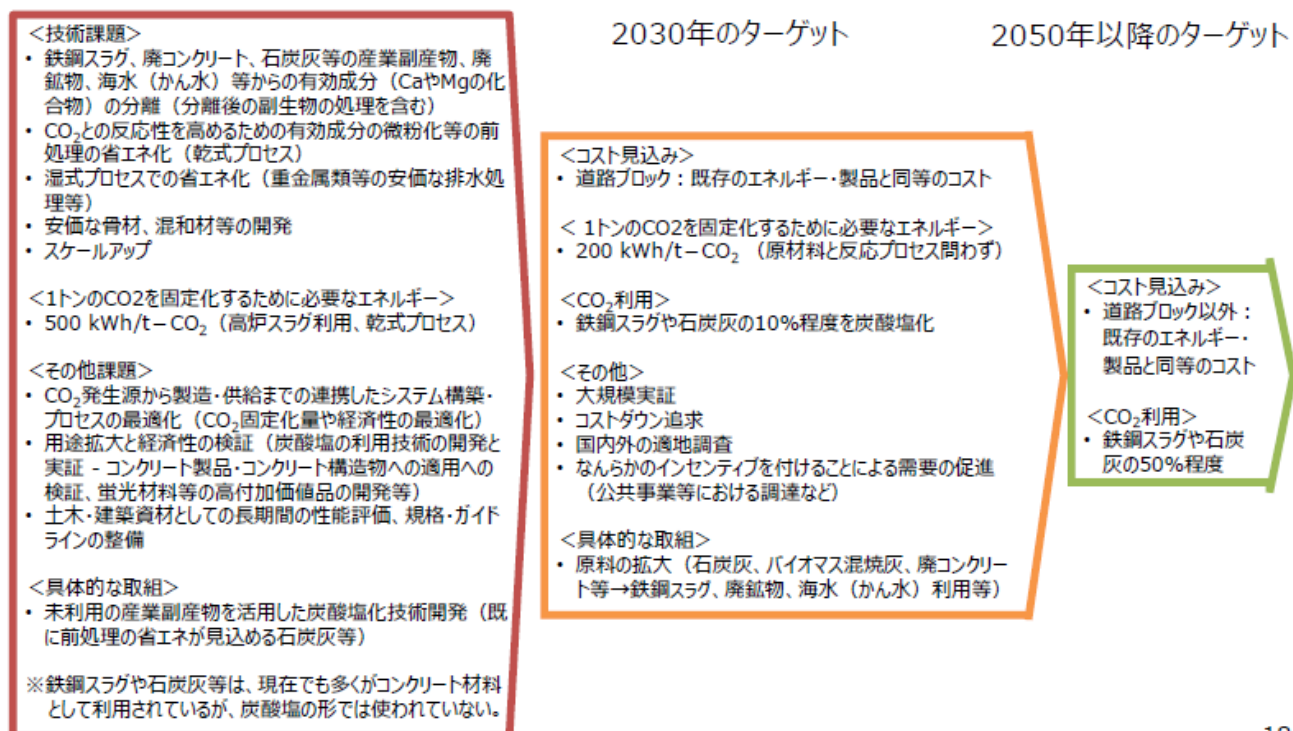 2030年のターゲット
2050年以降のターゲット
<技術課題>
• 鉄鋼スラグ、廃コンクリート、石炭灰等の産業副産物、廃
鉱物、海水（かん水）等からの有効成分（CaやMgの化
合物）の分離（分離後の副生物の処理を含む）
• CO₂との反応性を高めるための有効成分の微粉化等の前
処理の省エネ化（乾式プロセス）
• 湿式プロセスでの省エネ化（重金属類等の安価な排水処
理等）
• 安価な骨材、混和材等の開発
• スケールアップ
<1トンのCO2を固定化するために必要なエネルギー>
• 500 kWh/t－CO₂（高炉スラグ利用、乾式プロセス）
<その他課題>
• CO₂発生源から製造・供給までの連携したシステム構築・
プロセスの最適化（CO₂固定化量や経済性の最適化）
• 用途拡大と経済性の検証（炭酸塩の利用技術の開発と
実証 - コンクリート製品・コンクリート構造物への適用への
検証、蛍光材料等の高付加価値品の開発等）
• 土木・建築資材としての長期間の性能評価、規格・ガイド
ラインの整備
<具体的な取組>
• 未利用の産業副産物を活用した炭酸塩化技術開発（既
に前処理の省エネが見込める石炭灰等）
※鉄鋼スラグや石炭灰等は、現在でも多くがコンクリート材料
として利用されているが、炭酸塩の形では使われていない。
<コスト見込み>
• 道路ブロック：既存のエネルギー・製品と同等のコスト
< 1トンのCO2を固定化するために必要なエネルギー>
• 200 kWh/t－CO₂ （原材料と反応プロセス問わず）
<CO₂利用>
• 鉄鋼スラグや石炭灰の10%程度を炭酸塩化
<その他>
• 大規模実証
• コストダウン追求
• 国内外の適地調査
• なんらかのインセンティブを付けることによる需要の促進
（公共事業等における調達など）
<具体的な取組>
• 原料の拡大（石炭灰、バイオマス混焼灰、廃コンクリー
ト等→鉄鋼スラグ、廃鉱物、海水（かん水）利用等）
<コスト見込み>
• 道路ブロック以外：
既存のエネルギー・
製品と同等のコスト
<CO₂利用>
• 鉄鋼スラグや石炭
灰の50%程度